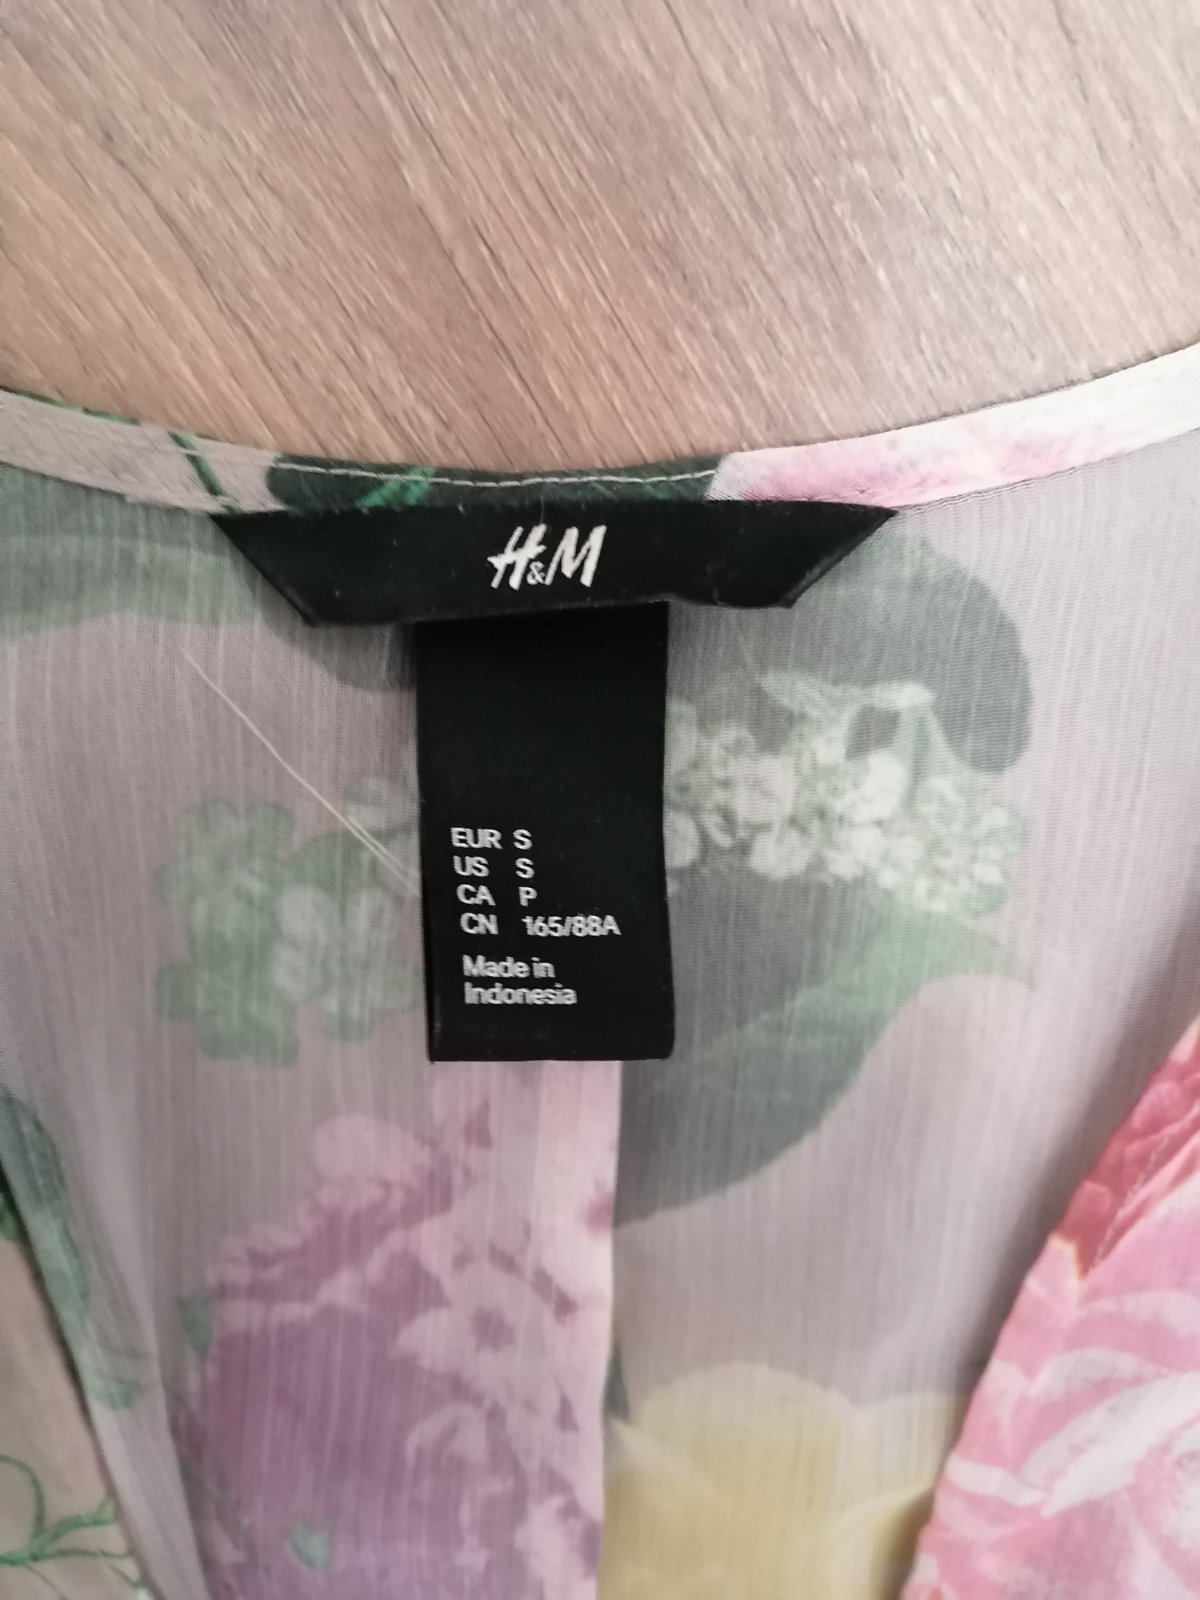 H&M
EUR S
US S
CA P
CN 165/88A
Made in
Indonesia